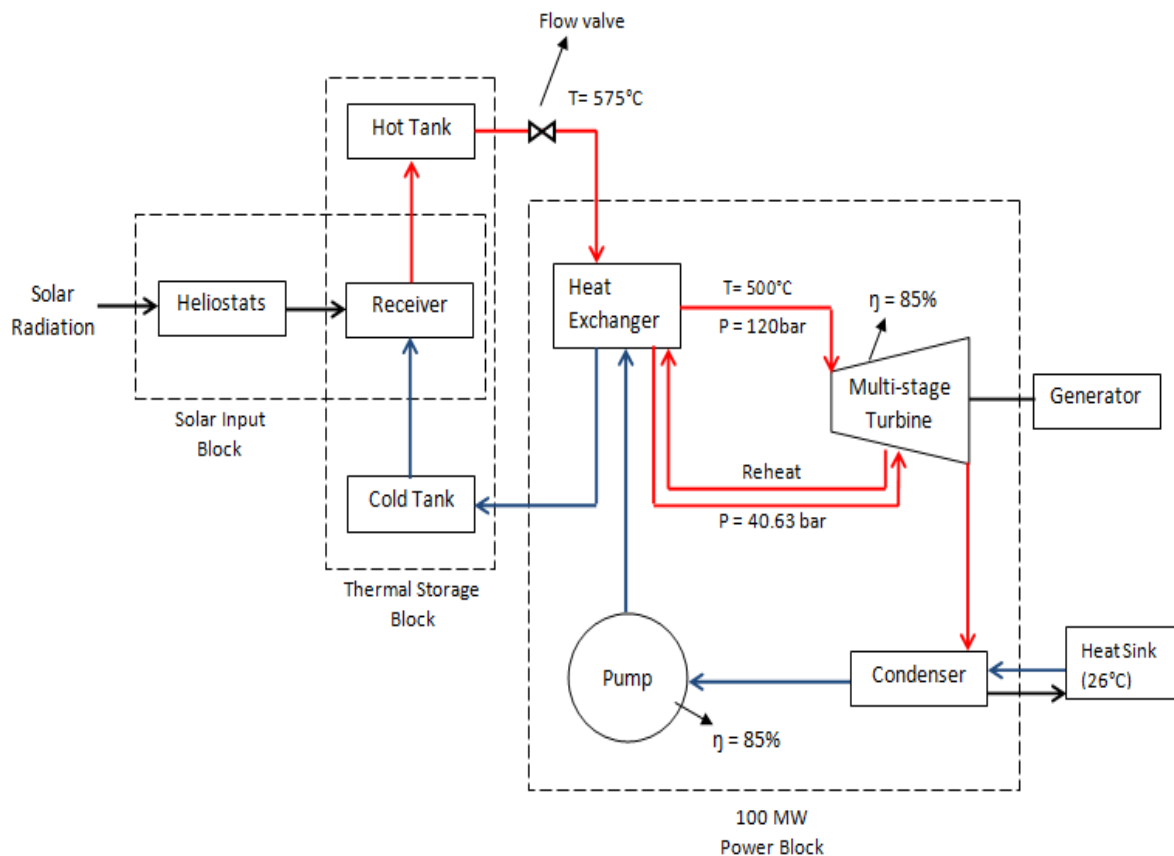 Flow valve
T= 575°C
Hot Tank
Solar
Radiation
Heliostats
Receiver
Solar Input
Block
Cold Tank
Thermal Storage
Block
Heat
Exchanger
T= 500°C
P = 120bar
ŋ = 85%
Multi-stage
Turbine
Generator
Reheat
P = 40.63 bar
Pump
ŋ = 85%
Condenser
Heat Sink
(26°C)
100 MW
Power Block